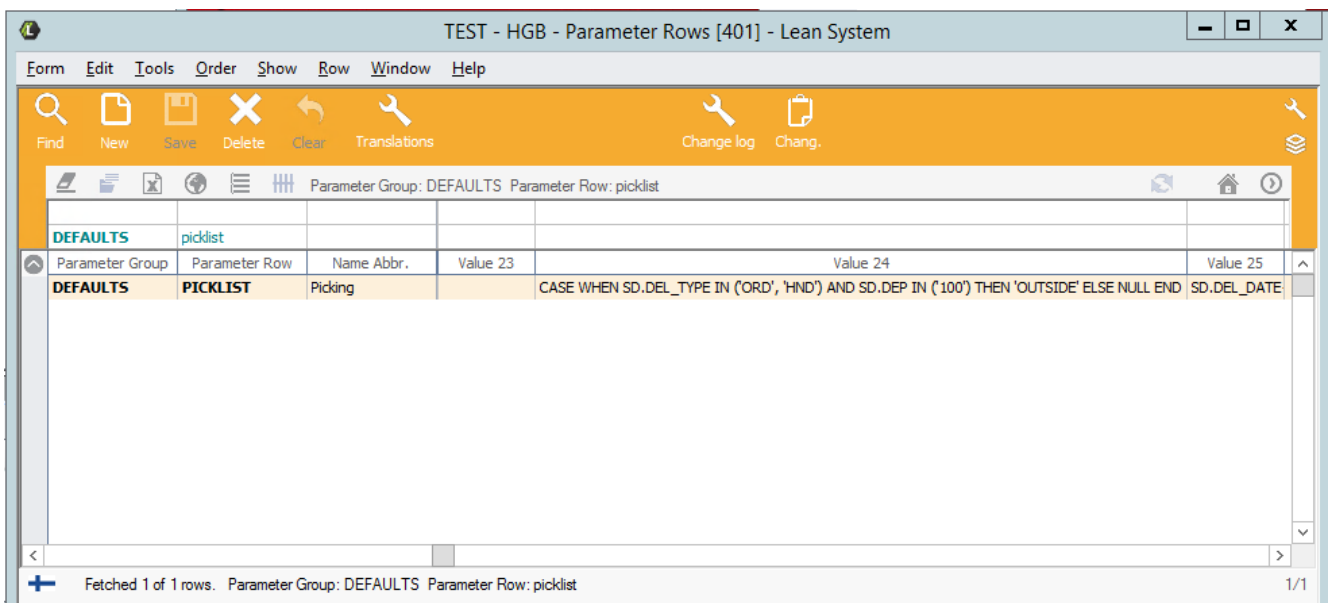 TEST - HGB - Parameter Rows [401] - Lean System
Form Edit Tools Order Show Row Window Help
Find New Save Delete Clear Translations Change log Chang.
Parameter Group: DEFAULTS Parameter Row: picklist
DEFAULTS picklist
Parameter Group Parameter Row Name Abbr. Value 23 Value 24 Value 25
DEFAULTS PICKLIST Picking CASE WHEN SD.DEL_TYPE IN ('ORD', 'HND') AND SD.DEP IN ('100') THEN 'OUTSIDE' ELSE NULL END SD.DEL_DATE
Fetched 1 of 1 rows. Parameter Group: DEFAULTS Parameter Row: picklist 1/1